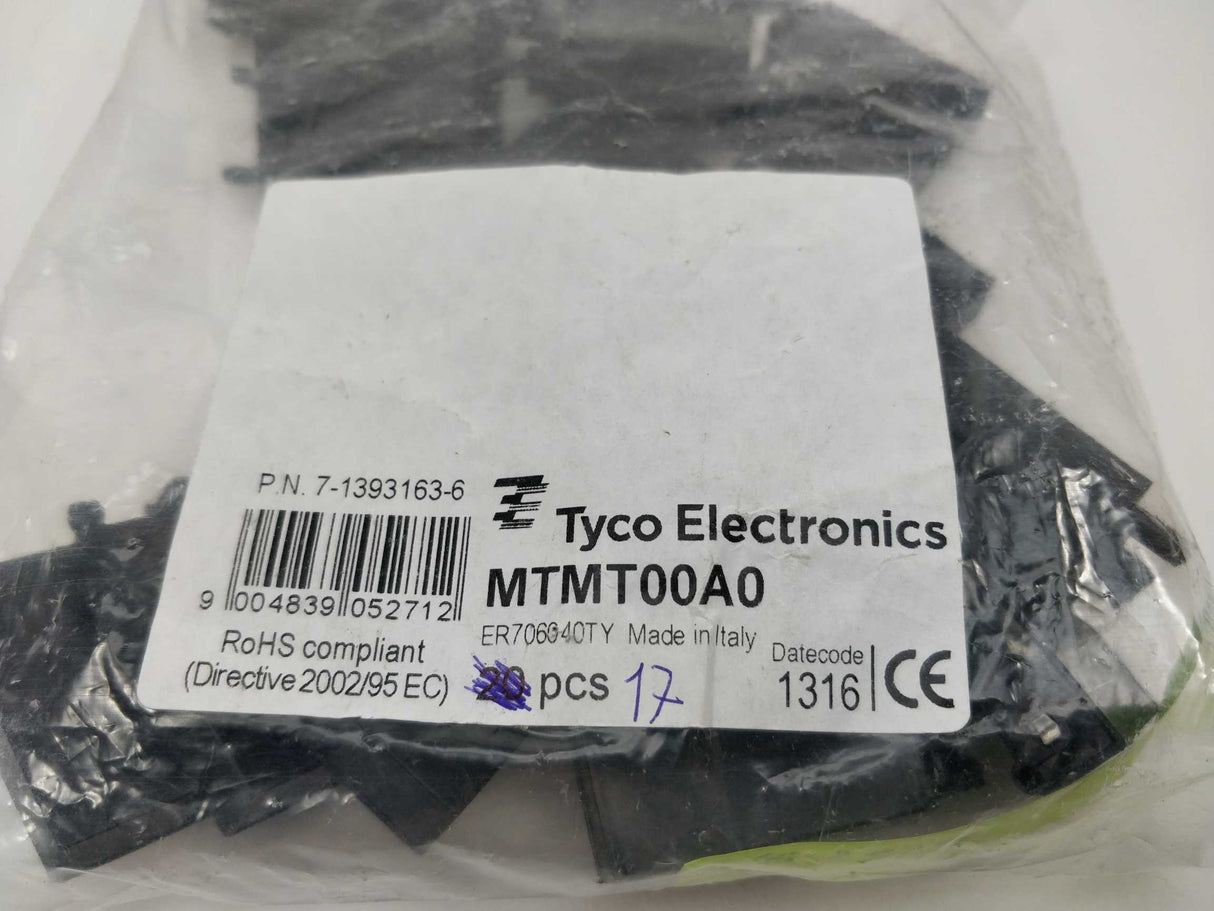 P.N. 7-1393163-6
Tyco Electronics
9 004839 052712
MTMT00A0
Made in Italy
RoHS compliant
(Directive 2002/95 EC)
20 pcs 17
Datecode
1316
CE